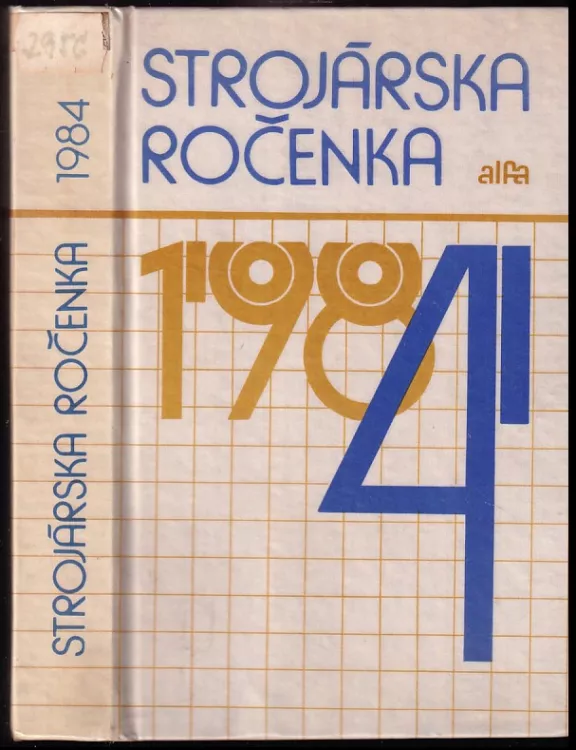 STROJÁRSKA
ROČENKA
alfa
1984
STROJÁRSKA ROČENKA 1984